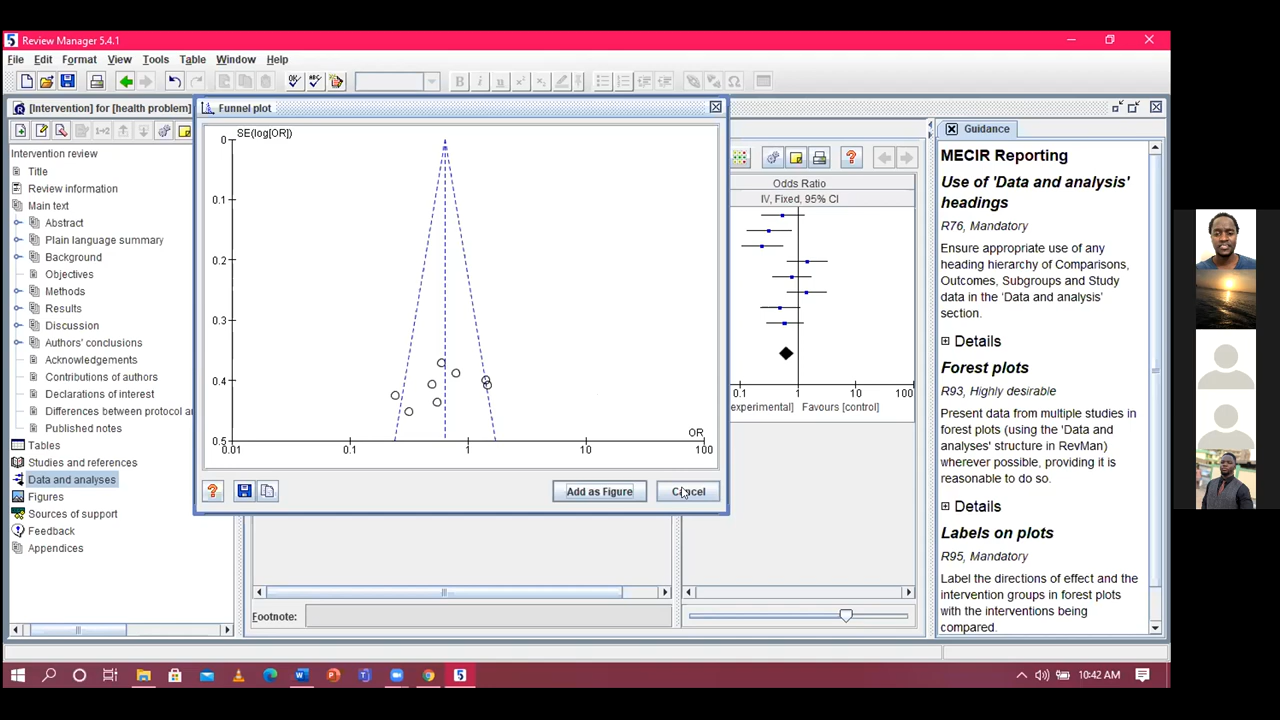 Review Manager 5.4.1
File Edit Format View Tools Table Window Help
[Intervention] for [health problem]
Intervention review
Title
Review information
Main text
Abstract
Plain language summary
Background
Objectives
Methods
Results
Discussion
Authors' conclusions
Acknowledgements
Contributions of authors
Declarations of interest
Differences between protocol a
Published notes
Tables
Studies and references
Data and analyses
Figures
Sources of support
Feedback
Appendices
Funnel plot
SE(log[OR])
0
0.1
0.2
0.3
0.4
0.5
OR
0.01 0.1 1 10 100
Add as Figure
Cancel
Footnote:
Odds Ratio
IV, Fixed, 95% CI
0.1 1 10 100
[experimental] Favours [control]
Guidance
MECIR Reporting
Use of 'Data and analysis'
headings
R76, Mandatory
Ensure appropriate use of any
heading hierarchy of Comparisons,
Outcomes, Subgroups and Study
data in the 'Data and analysis'
section.
Details
Forest plots
R93, Highly desirable
Present data from multiple studies in
forest plots (using the 'Data and
analyses' structure in RevMan)
wherever possible, providing it is
reasonable to do so.
Details
Labels on plots
R95, Mandatory
Label the directions of effect and the
intervention groups in forest plots
with the interventions being
compared.
10:42 AM